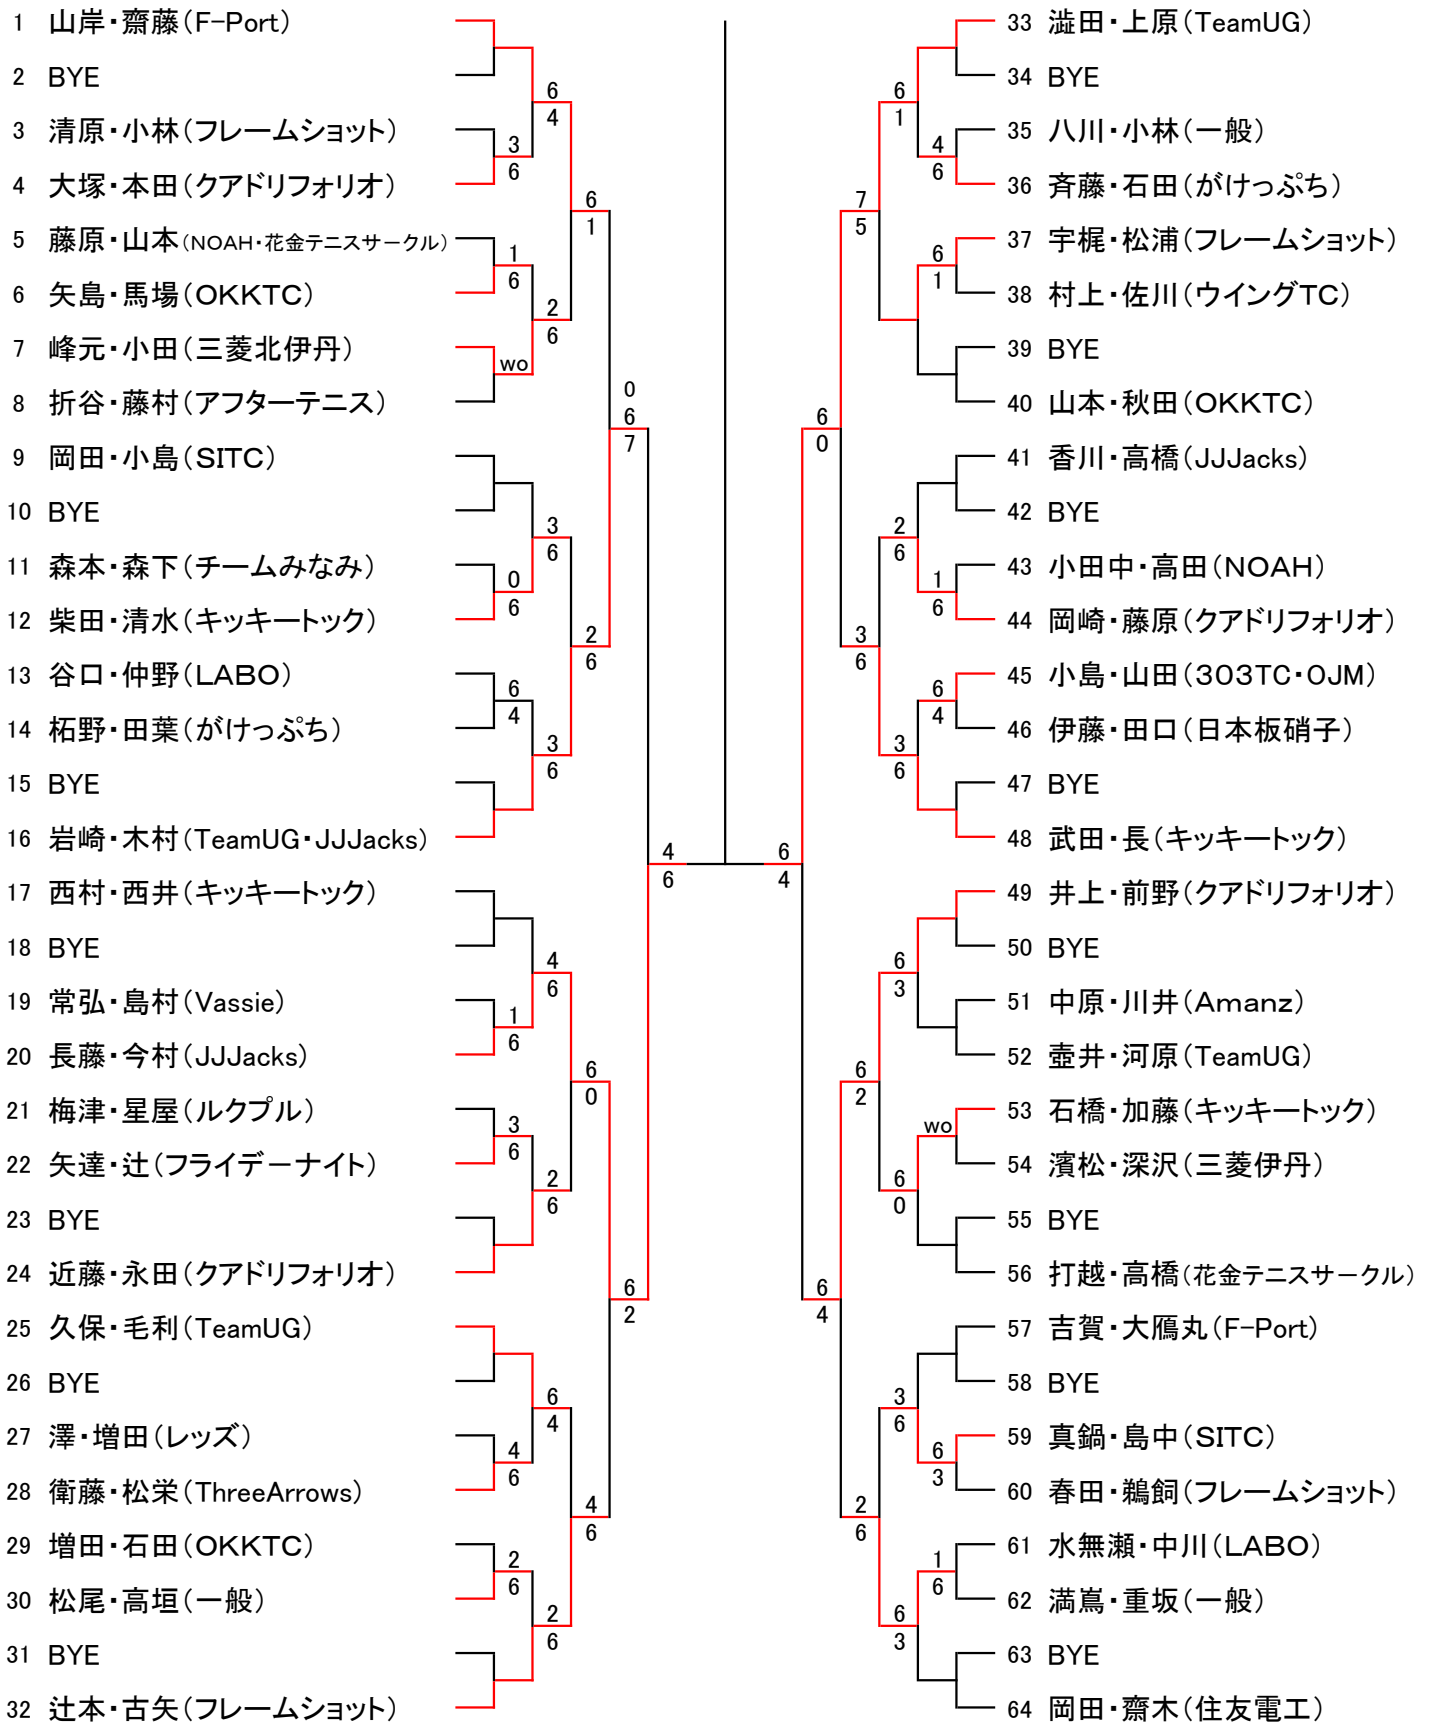 1 山岸・齋藤（F-Port）
2 BYE
6
4
3 清原・小林（フレームショット）
3
6
4 大塚・本田（クアドリフォリオ）
6
1
5 藤原・山本（NOAH・花金テニスサークル）
1
6
6 矢島・馬場（OKKTC）
2
6
7 峰元・小田（三菱北伊丹）
wo
8 折谷・藤村（アフターテニス）
0
6
7
9 岡田・小島（SITC）
10 BYE
3
6
11 森本・森下（チームみなみ）
0
6
12 柴田・清水（キッキートック）
2
6
13 谷口・仲野（LABO）
6
4
14 柘野・田葉（がけっぷち）
3
6
15 BYE
16 岩崎・木村（TeamUG・JJJacks）
4
6
17 西村・西井（キッキートック）
18 BYE
4
6
19 常弘・島村（Vassie）
1
6
20 長藤・今村（JJJacks）
6
0
21 梅津・星屋（ルクプル）
3
6
22 矢達・辻（フライデーナイト）
2
6
23 BYE
24 近藤・永田（クアドリフォリオ）
6
2
25 久保・毛利（TeamUG）
26 BYE
6
4
27 澤・増田（レッズ）
4
6
28 衛藤・松栄（ThreeArrows）
4
6
29 増田・石田（OKKTC）
2
6
30 松尾・高垣（一般）
2
6
31 BYE
32 辻本・古矢（フレームショット）
33 澁田・上原（TeamUG）
34 BYE
6
1
35 八川・小林（一般）
4
6
36 斉藤・石田（がけっぷち）
7
5
37 宇梶・松浦（フレームショット）
6
1
38 村上・佐川（ウイングTC）
39 BYE
40 山本・秋田（OKKTC）
6
0
41 香川・高橋（JJJacks）
42 BYE
2
6
43 小田中・高田（NOAH）
1
6
44 岡崎・藤原（クアドリフォリオ）
3
6
45 小島・山田（303TC・OJM）
6
4
46 伊藤・田口（日本板硝子）
3
6
47 BYE
48 武田・長（キッキートック）
6
4
49 井上・前野（クアドリフォリオ）
50 BYE
6
3
51 中原・川井（Amanz）
52 壺井・河原（TeamUG）
6
2
53 石橋・加藤（キッキートック）
wo
54 濱松・深沢（三菱伊丹）
6
0
55 BYE
56 打越・高橋（花金テニスサークル）
6
4
57 吉賀・大鴈丸（F-Port）
58 BYE
3
6
59 真鍋・島中（SITC）
6
3
60 春田・鵜飼（フレームショット）
2
6
61 水無瀬・中川（LABO）
1
6
62 満嶌・重坂（一般）
6
3
63 BYE
64 岡田・齋木（住友電工）